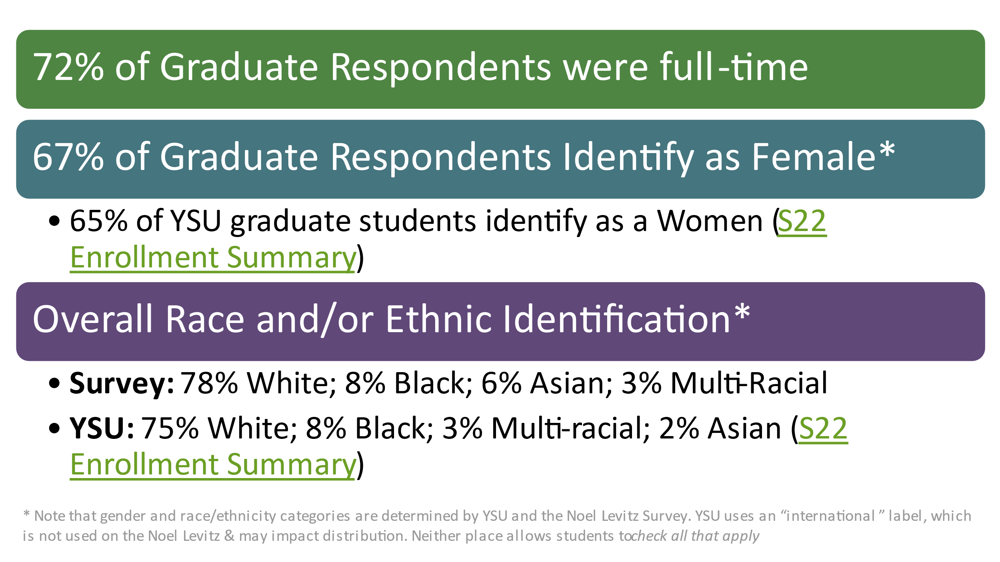 72% of Graduate Respondents were full-time
67% of Graduate Respondents Identify as Female*
• 65% of YSU graduate students identify as a Women (S22
Enrollment Summary)
Overall Race and/or Ethnic Identification*
• Survey: 78% White; 8% Black; 6% Asian; 3% Multi-Racial
• YSU: 75% White; 8% Black; 3% Multi-racial; 2% Asian (S22
Enrollment Summary)
* Note that gender and race/ethnicity categories are determined by YSU and the Noel Levitz Survey. YSU uses an “international” label, which
is not used on the Noel Levitz & may impact distribution. Neither place allows students to check all that apply